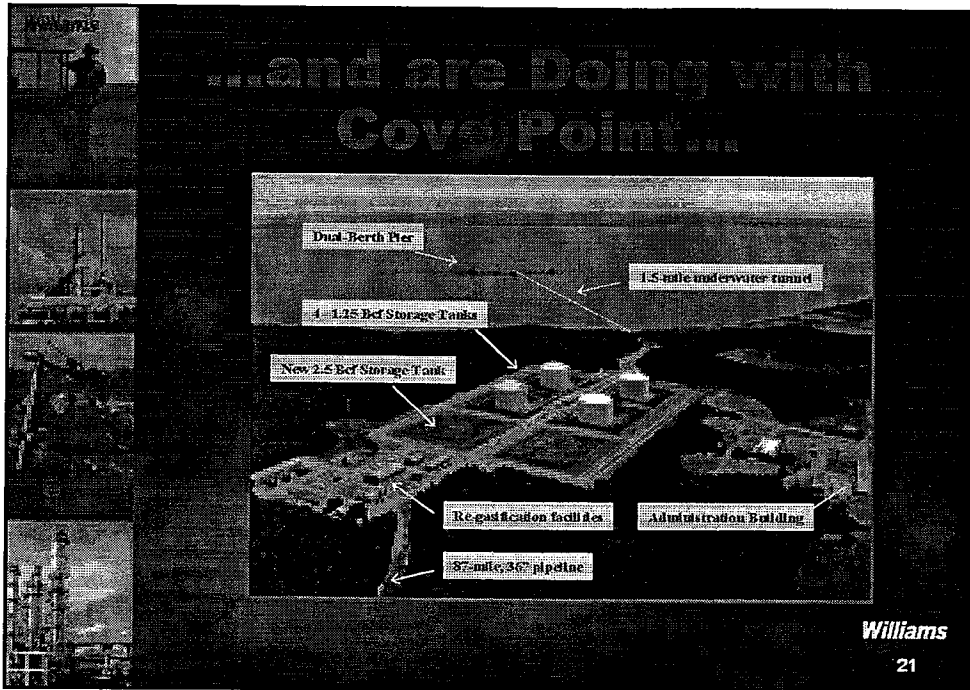 Williams
...and are Doing with
Cove Point...
Dual-Berth Pier
1.5-mile underwater tunnel
4 - 1.25 Bcf Storage Tanks
New 2.5 Bcf Storage Tank
Re-gasification facilities
Administration Building
87-mile, 36" pipeline
Williams
21